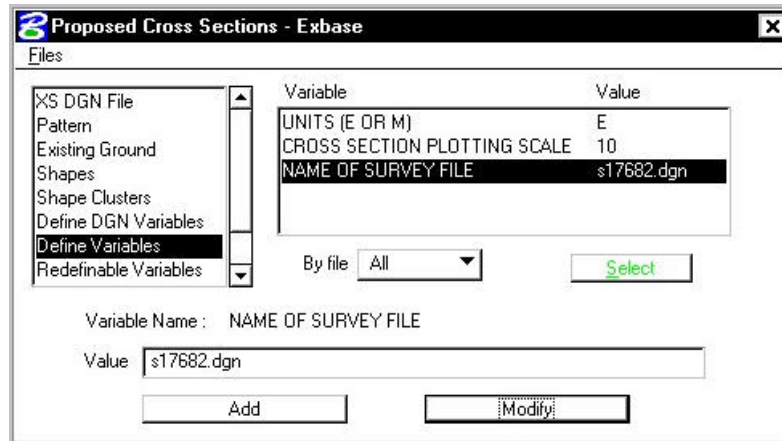 Proposed Cross Sections - Exbase
Files
XS DGN File
Pattern
Existing Ground
Shapes
Shape Clusters
Define DGN Variables
Define Variables
Redefinable Variables
Variable Value
UNITS (E OR M) E
CROSS SECTION PLOTTING SCALE 10
NAME OF SURVEY FILE s17682.dgn
By file All Select
Variable Name : NAME OF SURVEY FILE
Value s17682.dgn
Add Modify